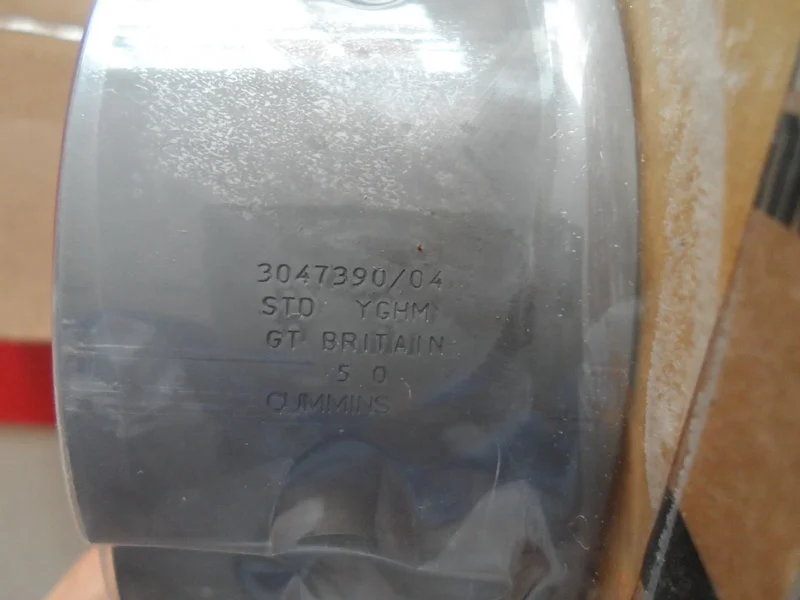 3047390/04
STD YGHM
GT BRITAIN
5 0
CUMMINS